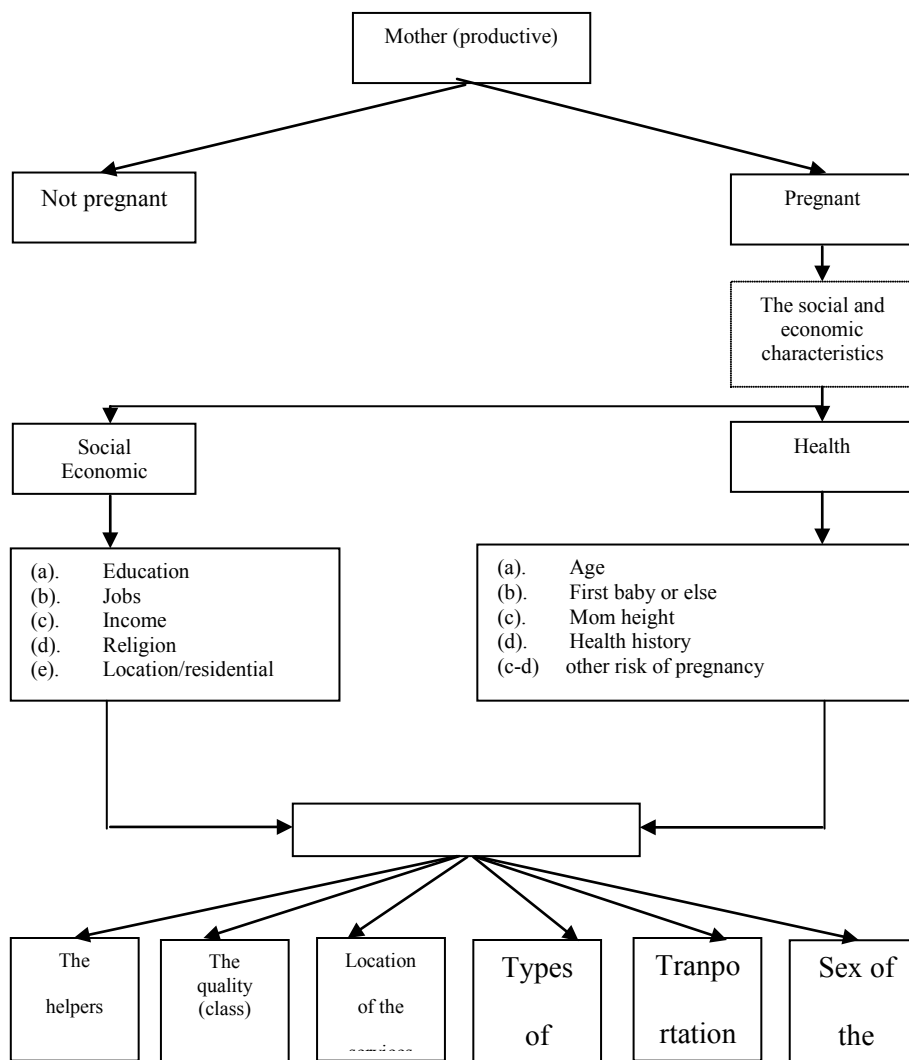 Mother (productive)
Not pregnant
Pregnant
The social and
economic
characteristics
Social
Economic
Health
(a). Education
(b). Jobs
(c). Income
(d). Religion
(e). Location/residential
(a). Age
(b). First baby or else
(c). Mom height
(d). Health history
(c-d) other risk of pregnancy
The
helpers
The
quality
(class)
Location
of the
services
Types
of
Tranpo
rtation
Sex of
the